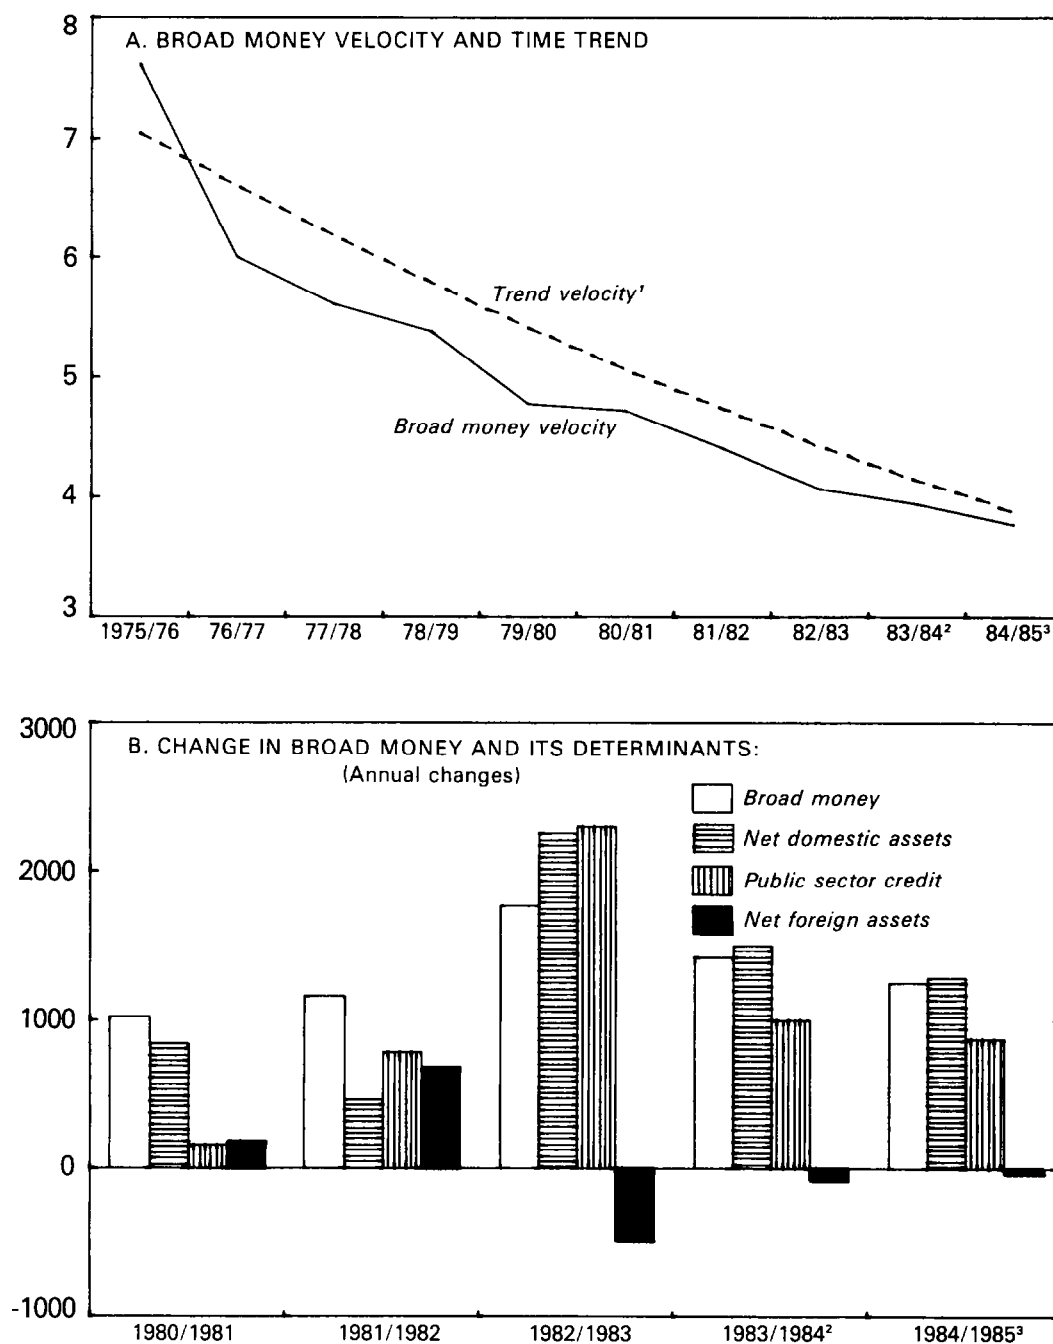 A. BROAD MONEY VELOCITY AND TIME TREND
8
7
6
5
4
3
Trend velocity¹
Broad money velocity
1975/76 76/77 77/78 78/79 79/80 80/81 81/82 82/83 83/84² 84/85³
B. CHANGE IN BROAD MONEY AND ITS DETERMINANTS:
(Annual changes)
3000
2000
1000
0
-1000
Broad money
Net domestic assets
Public sector credit
Net foreign assets
1980/1981 1981/1982 1982/1983 1983/1984² 1984/1985³